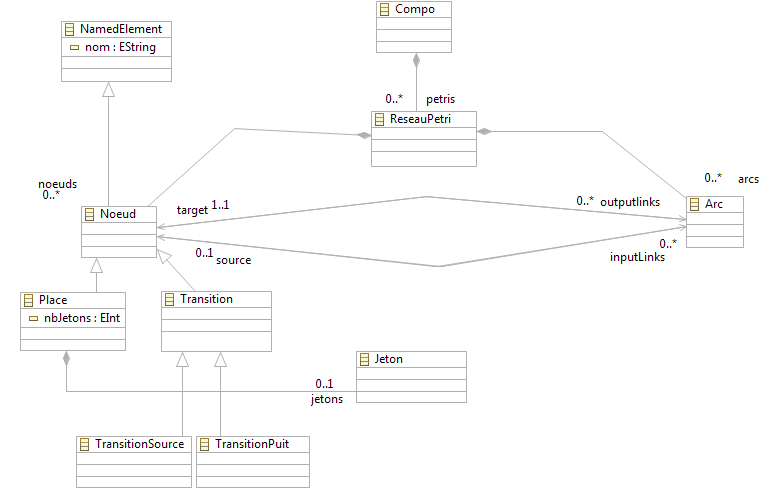 Compo
NamedElement
nom : EString
0..*
petris
ReseauPetri
noeuds
0..*
0..*
arcs
Noeud
target
1..1
0..*
outputlinks
Arc
0..1
source
0..*
inputLinks
Place
nbJetons : EInt
Transition
Jeton
0..1
jetons
TransitionSource
TransitionPuit